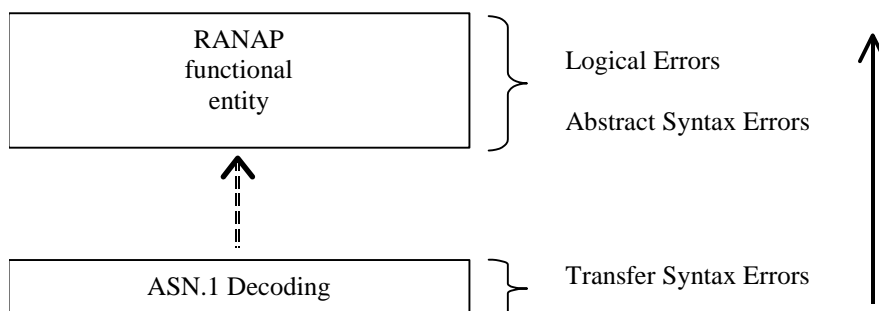 RANAP
functional
entity
Logical Errors
Abstract Syntax Errors
ASN.1 Decoding
Transfer Syntax Errors